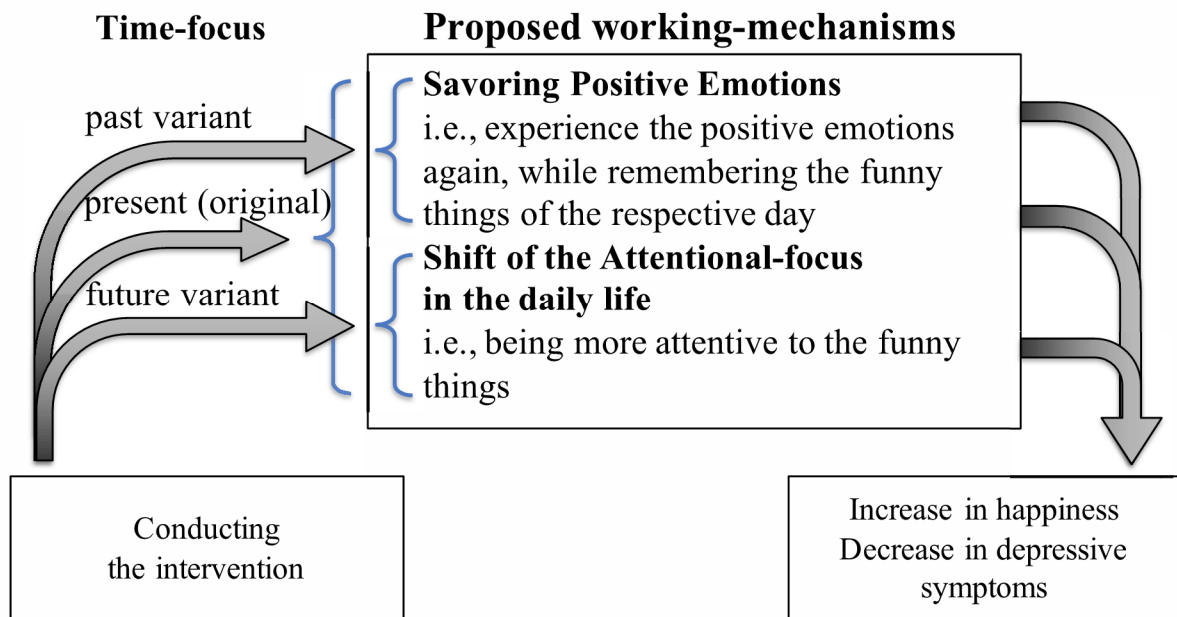 Time-focus
Proposed working-mechanisms
past variant
present (original)
future variant
Savoring Positive Emotions
i.e., experience the positive emotions
again, while remembering the funny
things of the respective day
Shift of the Attentional-focus
in the daily life
i.e., being more attentive to the funny
things
Conducting
the intervention
Increase in happiness
Decrease in depressive
symptoms